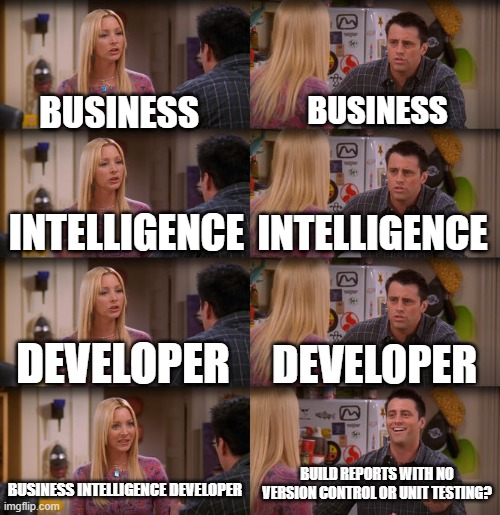 BUSINESS
BUSINESS
INTELLIGENCE
INTELLIGENCE
DEVELOPER
DEVELOPER
BUSINESS INTELLIGENCE DEVELOPER
BUILD REPORTS WITH NO
VERSION CONTROL OR UNIT TESTING?
imgflip.com